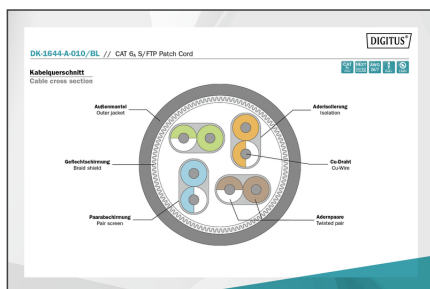 DIGITUS®
DK-1644-A-010/BL // CAT 6A S/FTP Patch Cord
Kabelquerschnitt
Cable cross section
Außenmantel
Outer jacket
Aderisolierung
Isolation
Geflechtschirmung
Braid shield
Cu-Draht
Cu-Wire
Paarabschirmung
Pair screen
Adernpaare
Twisted pair